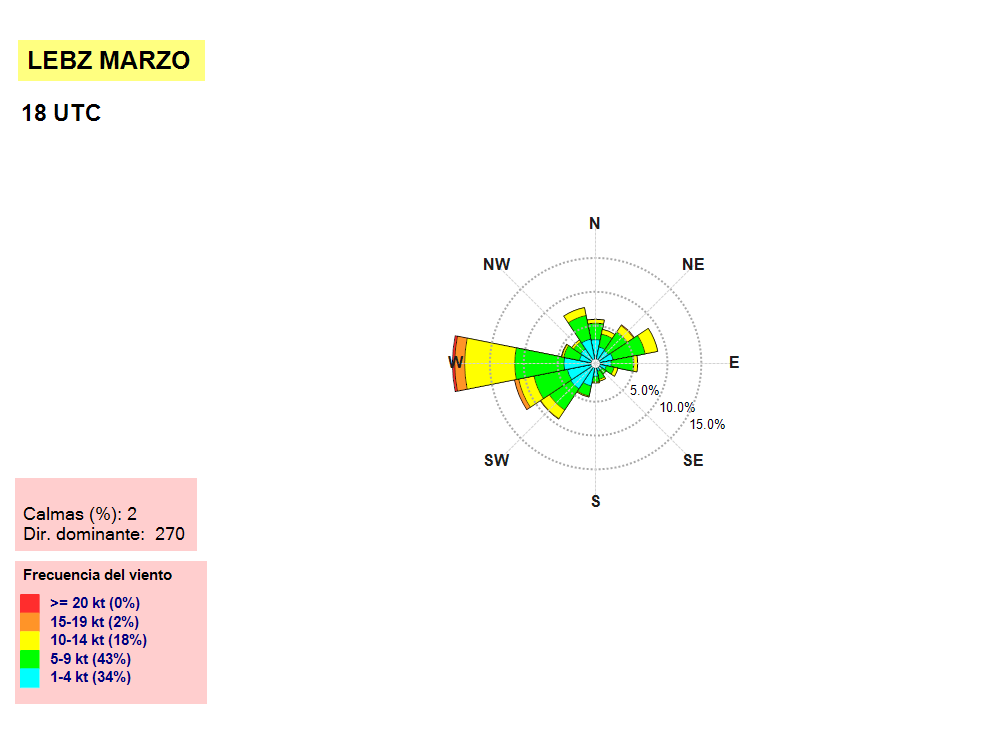 LEBZ MARZO
18 UTC
N
NW
NE
W
E
5.0%
10.0%
15.0%
SW
SE
S
Calmas (%): 2
Dir. dominante: 270
Frecuencia del viento
>= 20 kt (0%)
15-19 kt (2%)
10-14 kt (18%)
5-9 kt (43%)
1-4 kt (34%)